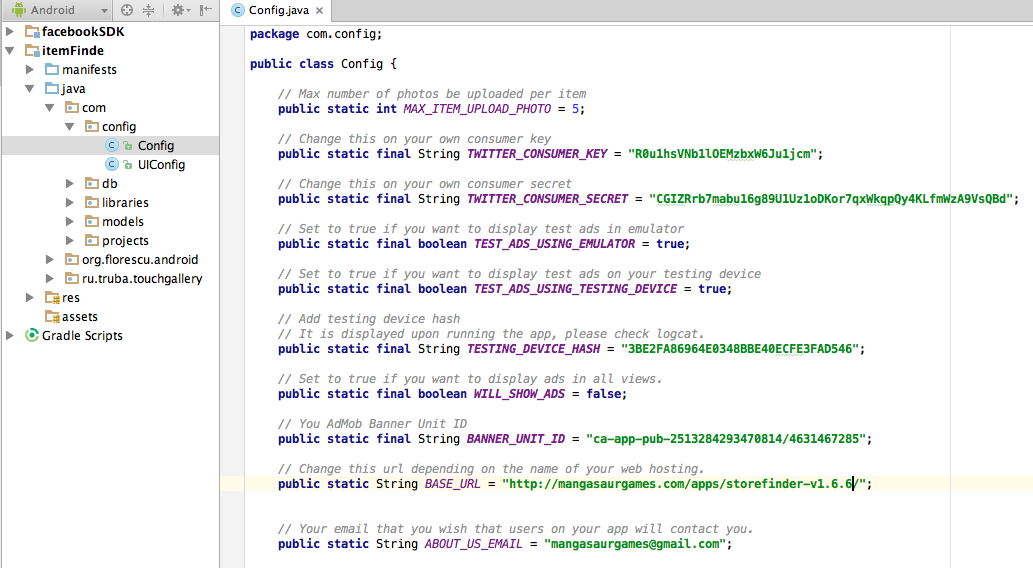 Android
Config.java
facebookSDK
itemFinde
manifests
java
com
config
Config
UIConfig
db
libraries
models
projects
org.florescu.android
ru.truba.touchgallery
res
assets
Gradle Scripts
package com.config;
public class Config {
// Max number of photos be uploaded per item
public static int MAX_ITEM_UPLOAD_PHOTO = 5;
// Change this on your own consumer key
public static final String TWITTER_CONSUMER_KEY = "R0u1hsVNb1lOEMzbxW6Ju1jcm";
// Change this on your own consumer secret
public static final String TWITTER_CONSUMER_SECRET = "CGIZRrb7mabu16g89U1Uz1oDKor7qxWkqpQy4KLfmWzA9VsQBd";
// Set to true if you want to display test ads in emulator
public static final boolean TEST_ADS_USING_EMULATOR = true;
// Set to true if you want to display test ads on your testing device
public static final boolean TEST_ADS_USING_TESTING_DEVICE = true;
// Add testing device hash
// It is displayed upon running the app, please check logcat.
public static final String TESTING_DEVICE_HASH = "3BE2FA86964E0348BBE40ECFE3FAD546";
// Set to true if you want to display ads in all views.
public static final boolean WILL_SHOW_ADS = false;
// You AdMob Banner Unit ID
public static final String BANNER_UNIT_ID = "ca-app-pub-2513284293470814/4631467285";
// Change this url depending on the name of your web hosting.
public static String BASE_URL = "http://mangasaurgames.com/apps/storefinder-v1.6.6/";
// Your email that you wish that users on your app will contact you.
public static String ABOUT_US_EMAIL = "mangasaurgames@gmail.com";